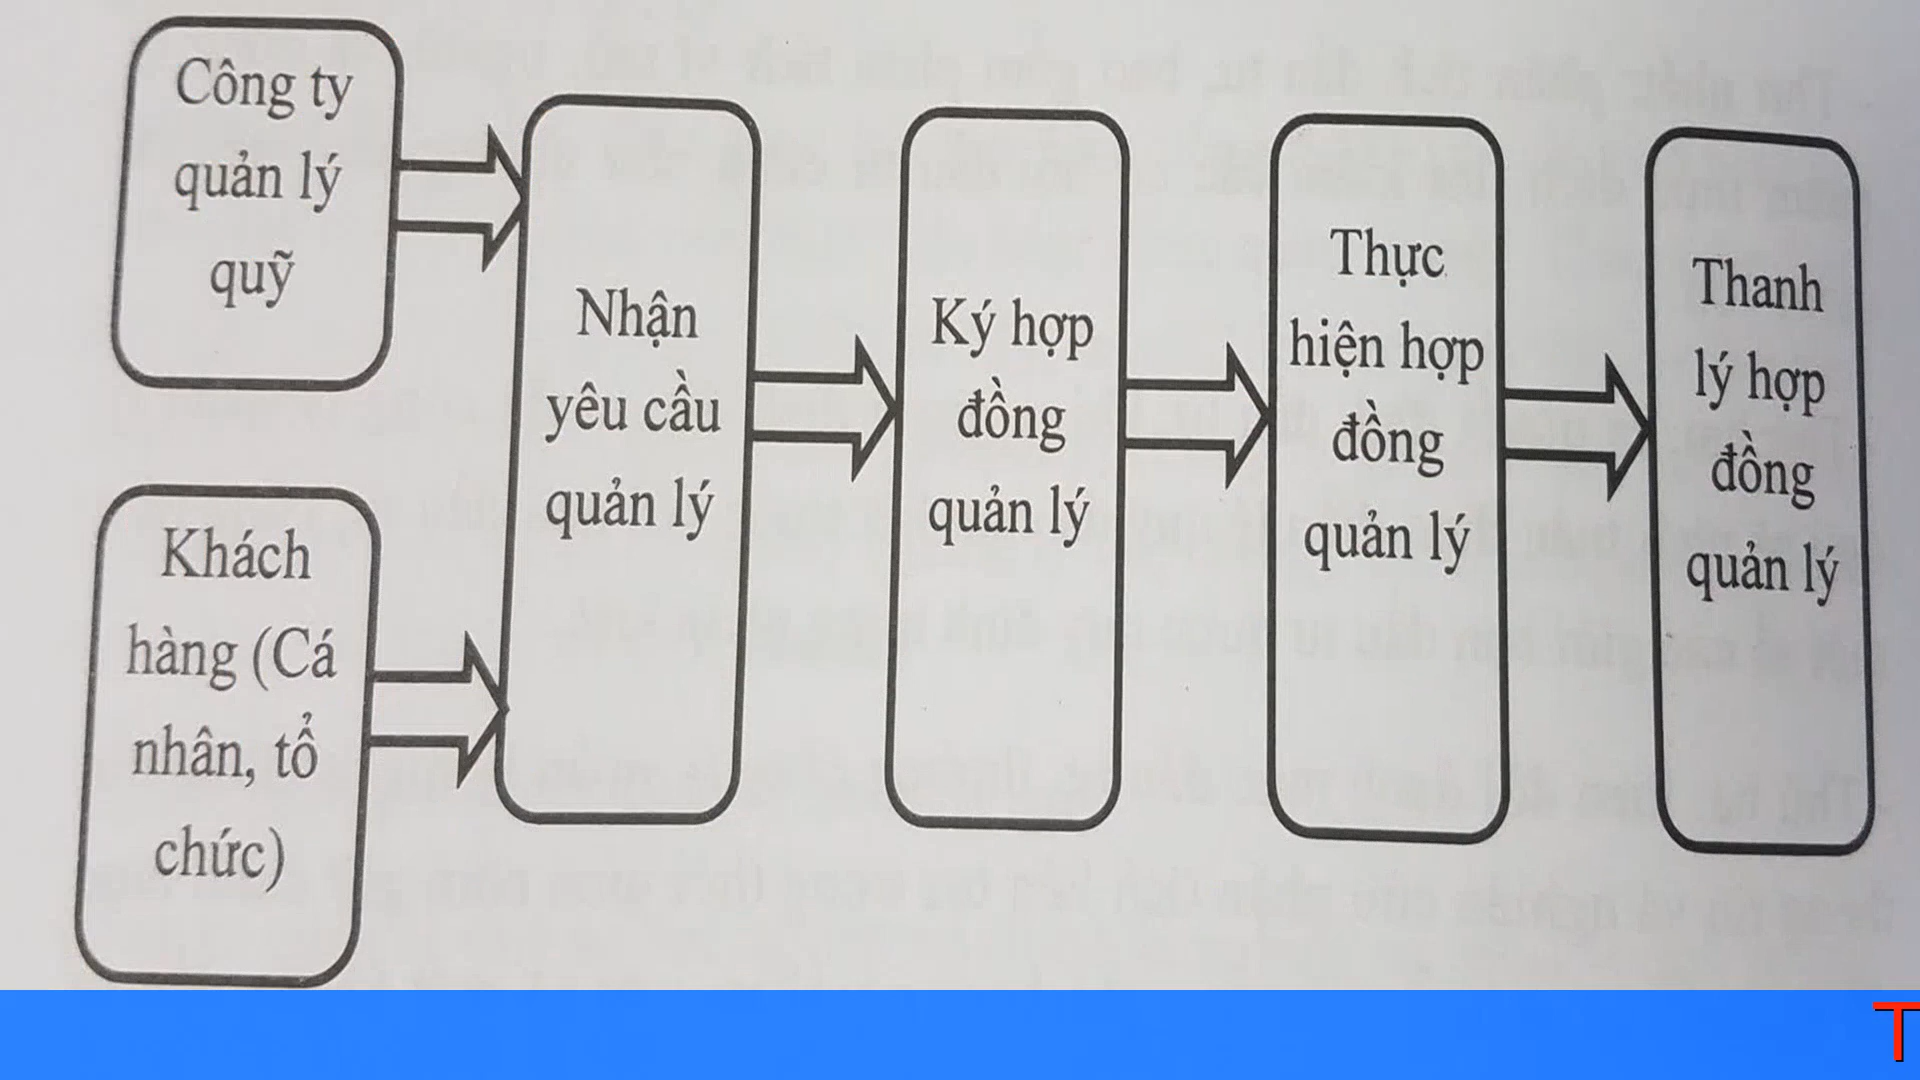 Công ty
quản lý
quỹ
Khách
hàng (Cá
nhân, tổ
chức)
Nhận
yêu cầu
quản lý
Ký hợp
đồng
quản lý
Thực
hiện hợp
đồng
quản lý
Thanh
lý hợp
đồng
quản lý
T